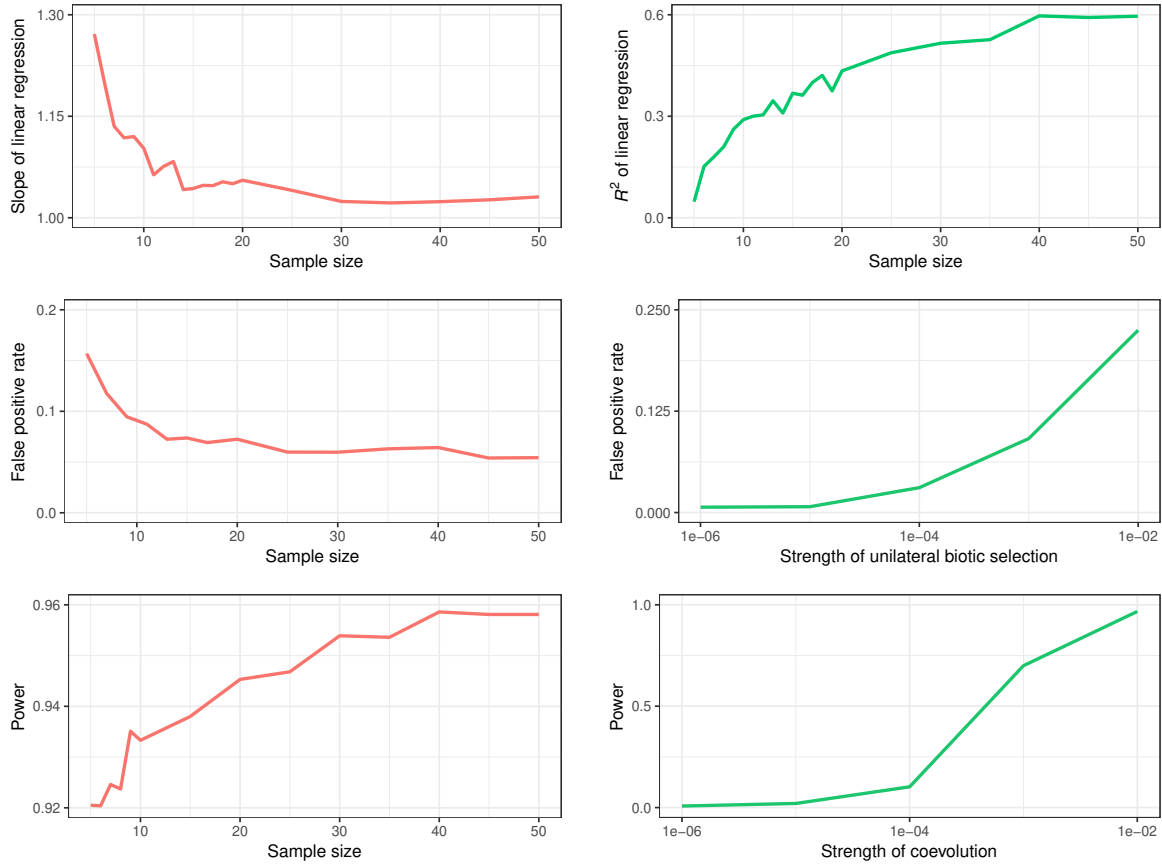 Slope of linear regression
1.30
1.15
1.00
10 20 30 40 50
Sample size
R² of linear regression
0.6
0.3
0.0
10 20 30 40 50
Sample size
False positive rate
0.2
0.1
0.0
10 20 30 40 50
Sample size
False positive rate
0.250
0.125
0.000
1e-06 1e-04 1e-02
Strength of unilateral biotic selection
Power
0.96
0.94
0.92
10 20 30 40 50
Sample size
Power
1.0
0.5
0.0
1e-06 1e-04 1e-02
Strength of coevolution